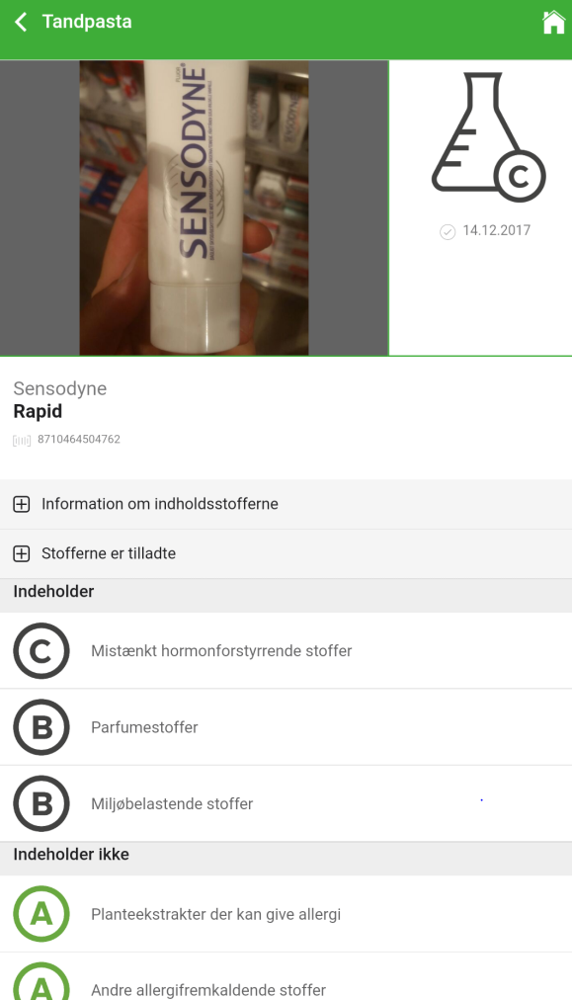 Tandpasta
SENSODYNE
C
14.12.2017
Sensodyne
Rapid
8710464504762
Information om indholdsstofferne
Stofferne er tilladte
Indeholder
C Mistænkt hormonforstyrrende stoffer
B Parfumestoffer
B Miljøbelastende stoffer
Indeholder ikke
A Planteekstrakter der kan give allergi
A Andre allergifremkaldende stoffer